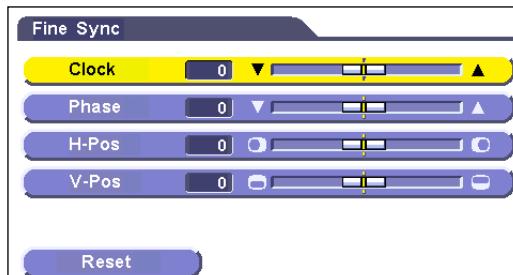 Fine Sync
Clock 0
Phase 0
H-Pos 0
V-Pos 0
Reset